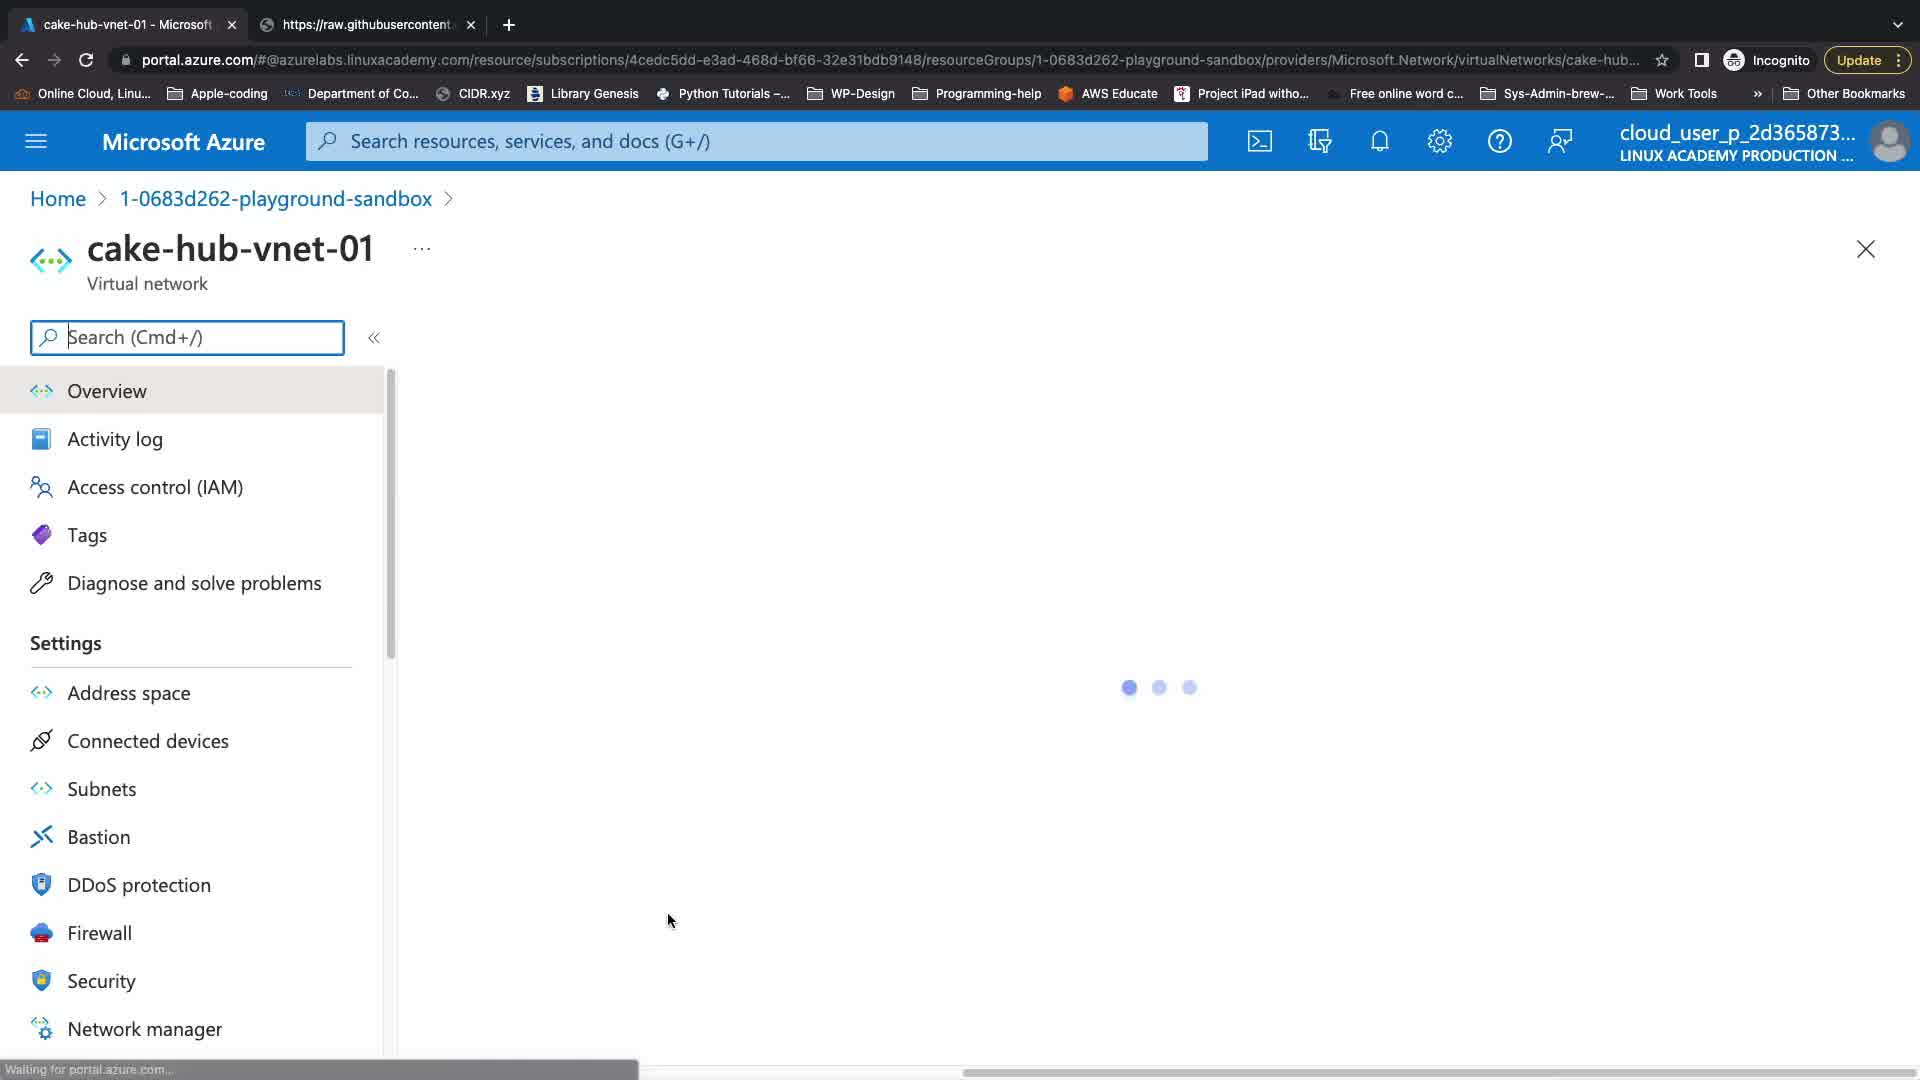 cake-hub-vnet-01 - Microsoft
https://raw.githubusercontent.
portal.azure.com/#@azurelabs.linuxacademy.com/resource/subscriptions/4cedc5dd-e3ad-468d-bf66-32e31bdb9148/resourceGroups/1-0683d262-playground-sandbox/providers/Microsoft.Network/virtualNetworks/cake-hub...
Incognito
Update
Online Cloud, Linu...
Apple-coding
Department of Co...
CIDR.xyz
Library Genesis
Python Tutorials –...
WP-Design
Programming-help
AWS Educate
Project iPad witho...
Free online word c...
Sys-Admin-brew-...
Work Tools
»
Other Bookmarks
Microsoft Azure
Search resources, services, and docs (G+/)
cloud_user_p_2d365873...
LINUX ACADEMY PRODUCTION ...
Home > 1-0683d262-playground-sandbox >
cake-hub-vnet-01 ...
Virtual network
Search (Cmd+/)
«
Overview
Activity log
Access control (IAM)
Tags
Diagnose and solve problems
Settings
Address space
Connected devices
Subnets
Bastion
DDoS protection
Firewall
Security
Network manager
Waiting for portal.azure.com...